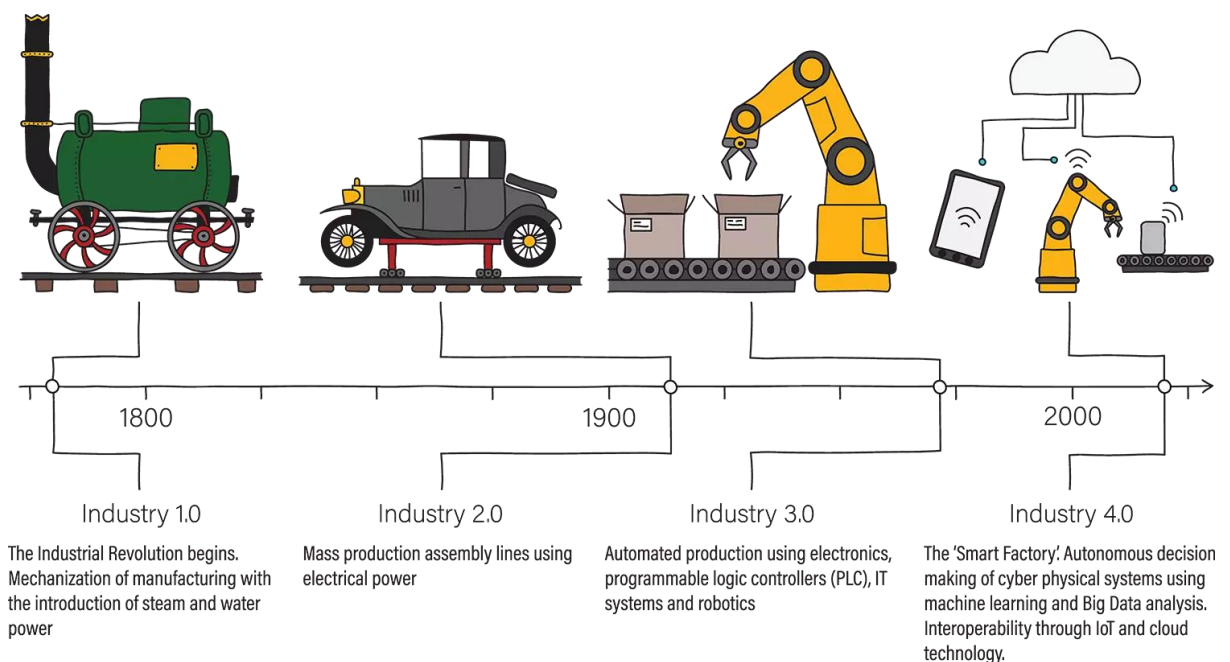 1800
1900
2000
Industry 1.0
The Industrial Revolution begins.
Mechanization of manufacturing with
the introduction of steam and water
power
Industry 2.0
Mass production assembly lines using
electrical power
Industry 3.0
Automated production using electronics,
programmable logic controllers (PLC), IT
systems and robotics
Industry 4.0
The ‘Smart Factory’. Autonomous decision
making of cyber physical systems using
machine learning and Big Data analysis.
Interoperability through IoT and cloud
technology.